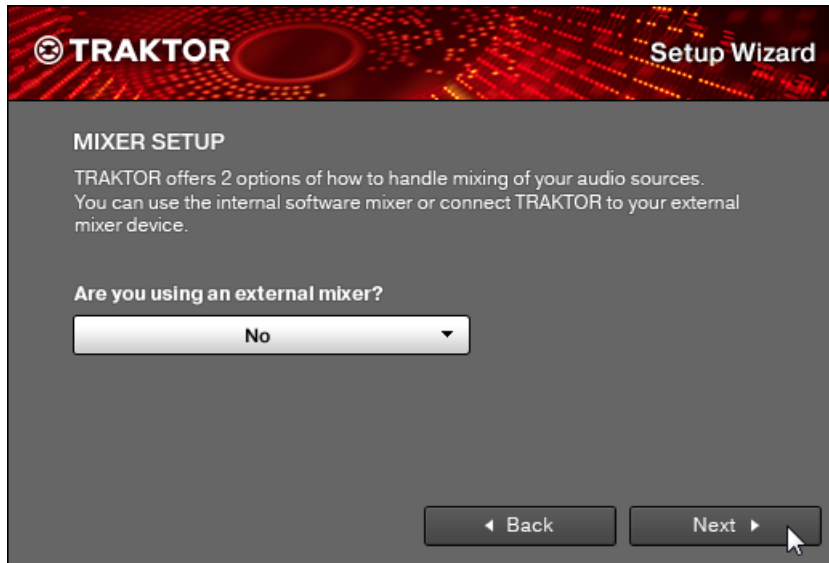 TRAKTOR
Setup Wizard
MIXER SETUP
TRAKTOR offers 2 options of how to handle mixing of your audio sources.
You can use the internal software mixer or connect TRAKTOR to your external
mixer device.
Are you using an external mixer?
No
Back
Next